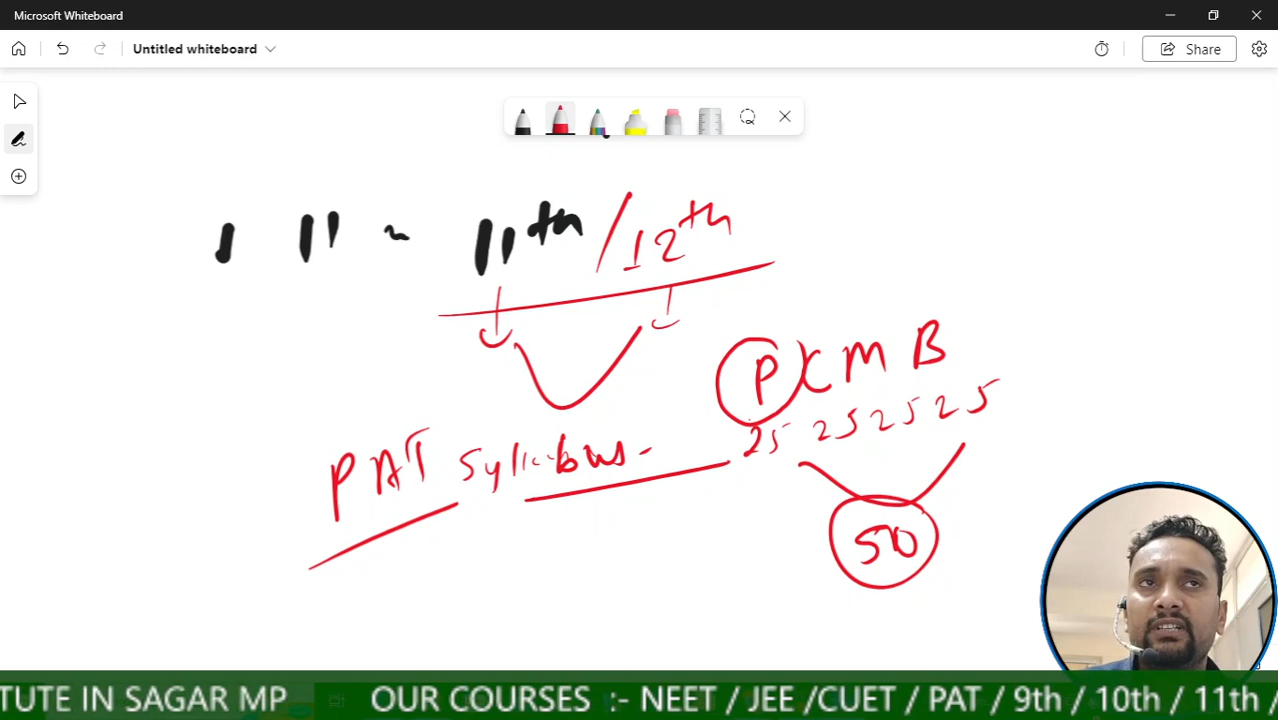 Microsoft Whiteboard
Untitled whiteboard
Share
11th / 12th
P C M B
25 25 25 25
PAT Syllabus -
50
TUTE IN SAGAR MP OUR COURSES :- NEET / JEE /CUET / PAT / 9th / 10th / 11th /